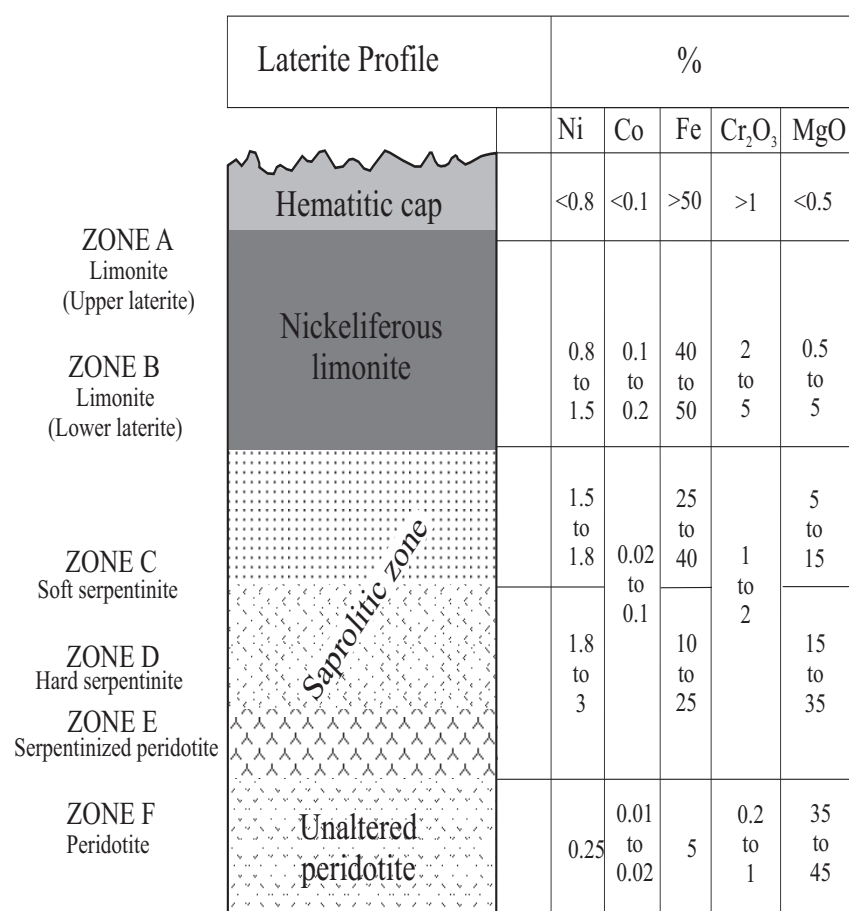 Laterite Profile
%
Ni Co Fe Cr₂O₃ MgO
Hematitic cap
<0.8 <0.1 >50 >1 <0.5
ZONE A
Limonite
(Upper laterite)
Nickeliferous
limonite
ZONE B
Limonite
(Lower laterite)
0.8 0.1 40 2 0.5
to to to to to
1.5 0.2 50 5 5
Saprolitic zone
ZONE C
Soft serpentinite
1.5 25 5
to to to
1.8 40 15
0.02 1
to to
0.1 2
ZONE D
Hard serpentinite
ZONE E
Serpentinized peridotite
1.8 10 15
to to to
3 25 35
ZONE F
Peridotite
Unaltered
peridotite
0.01 0.2 35
0.25 to 5 to to
0.02 1 45